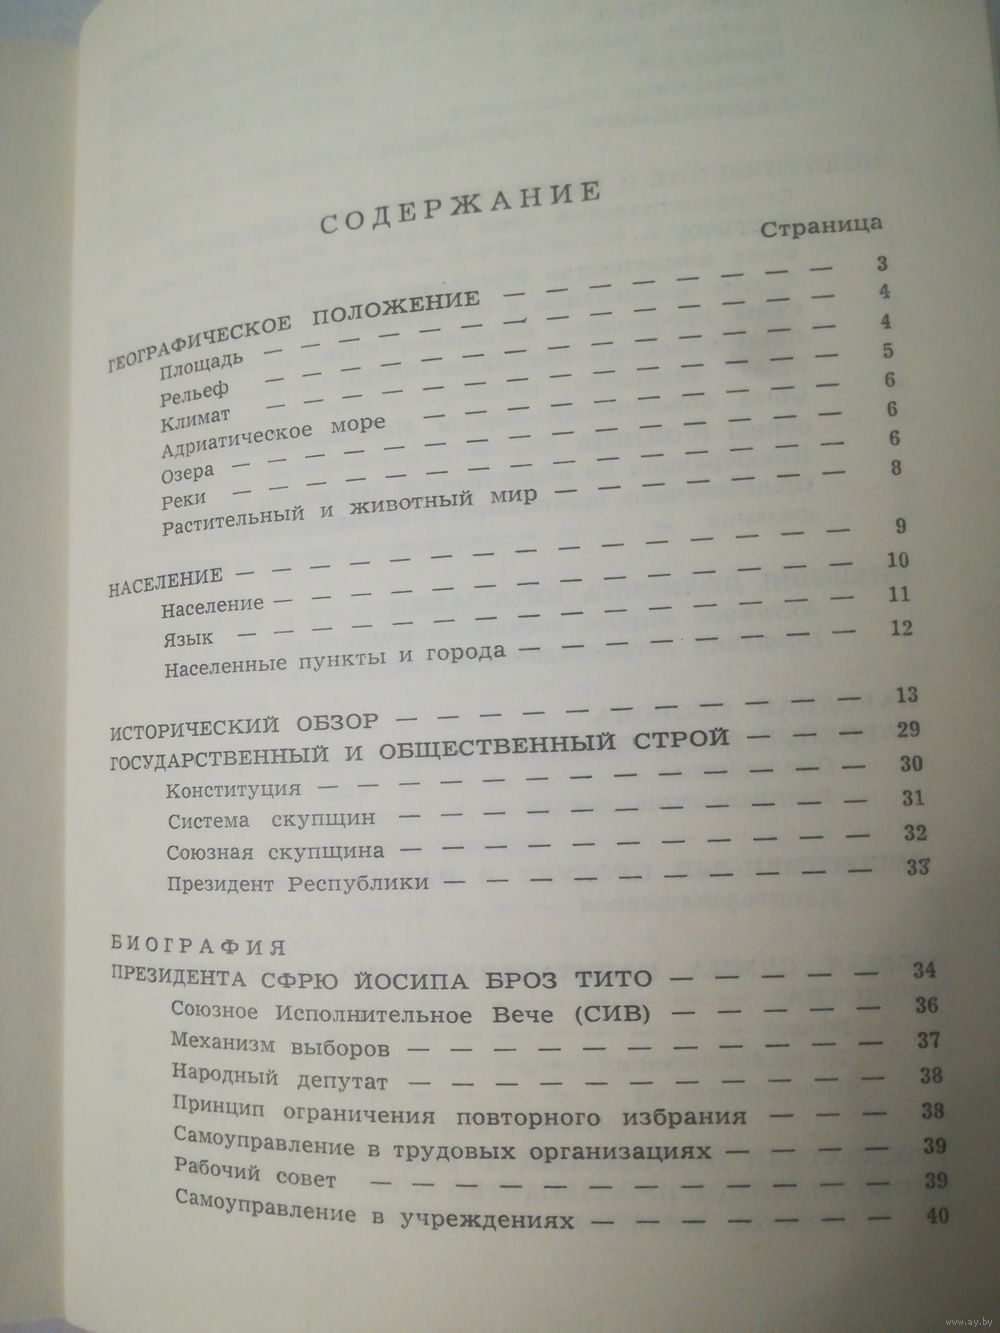 СОДЕРЖАНИЕ
Страница
ГЕОГРАФИЧЕСКОЕ ПОЛОЖЕНИЕ — — — — — — — — 3
Площадь — — — — — — — — — — — — — — 4
Рельеф — — — — — — — — — — — — — — 4
Климат — — — — — — — — — — — — — — 5
Адриатическое море — — — — — — — — — — 6
Озера — — — — — — — — — — — — — — — 6
Реки — — — — — — — — — — — — — — — 6
Растительный и животный мир — — — — — — — 8
НАСЕЛЕНИЕ — — — — — — — — — — — — — — 9
Население — — — — — — — — — — — — — 10
Язык — — — — — — — — — — — — — — 11
Населенные пункты и города — — — — — — — — 12
ИСТОРИЧЕСКИЙ ОБЗОР — — — — — — — — — — — 13
ГОСУДАРСТВЕННЫЙ И ОБЩЕСТВЕННЫЙ СТРОЙ — — — 29
Конституция — — — — — — — — — — — — — 30
Система скупщин — — — — — — — — — — — 31
Союзная скупщина — — — — — — — — — — — 32
Президент Республики — — — — — — — — — — 33
БИОГРАФИЯ
ПРЕЗИДЕНТА СФРЮ ЙОСИПА БРОЗ ТИТО — — — — — 34
Союзное Исполнительное Вече (СИВ) — — — — — 36
Механизм выборов — — — — — — — — — — — 37
Народный депутат — — — — — — — — — — — 38
Принцип ограничения повторного избрания — — — 38
Самоуправление в трудовых организациях — — — — 39
Рабочий совет — — — — — — — — — — — — 39
Самоуправление в учреждениях — — — — — — — 40
www.ay.by